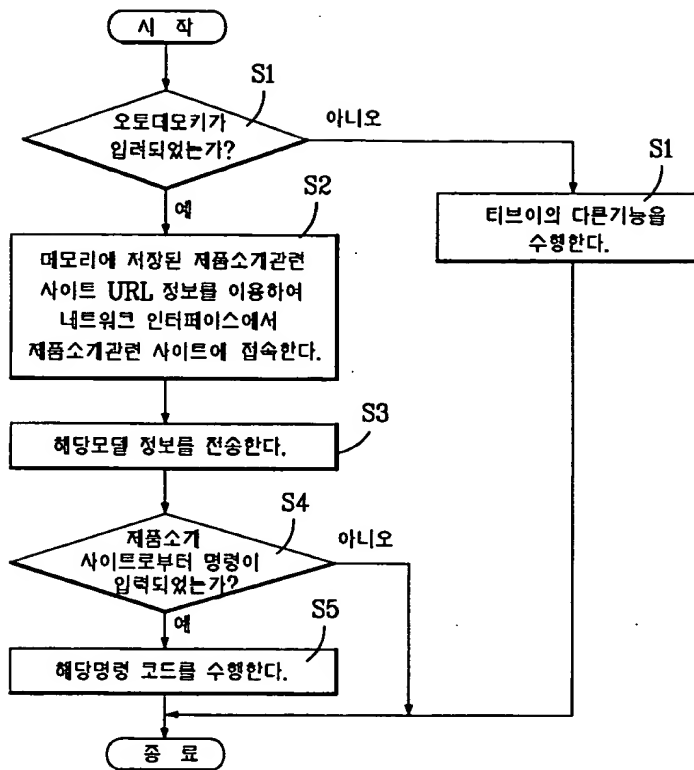 시 작
S1
오토데모키가
입력되었는가?
아니오
예
S1
티브이의 다른기능을
수행한다.
S2
메모리에 저장된 제품소개관련
사이트 URL 정보를 이용하여
네트워크 인터페이스에서
제품소개관련 사이트에 접속한다.
S3
해당모델 정보를 전송한다.
S4
제품소개
사이트로부터 명령이
입력되었는가?
아니오
예
S5
해당명령 코드를 수행한다.
종 료